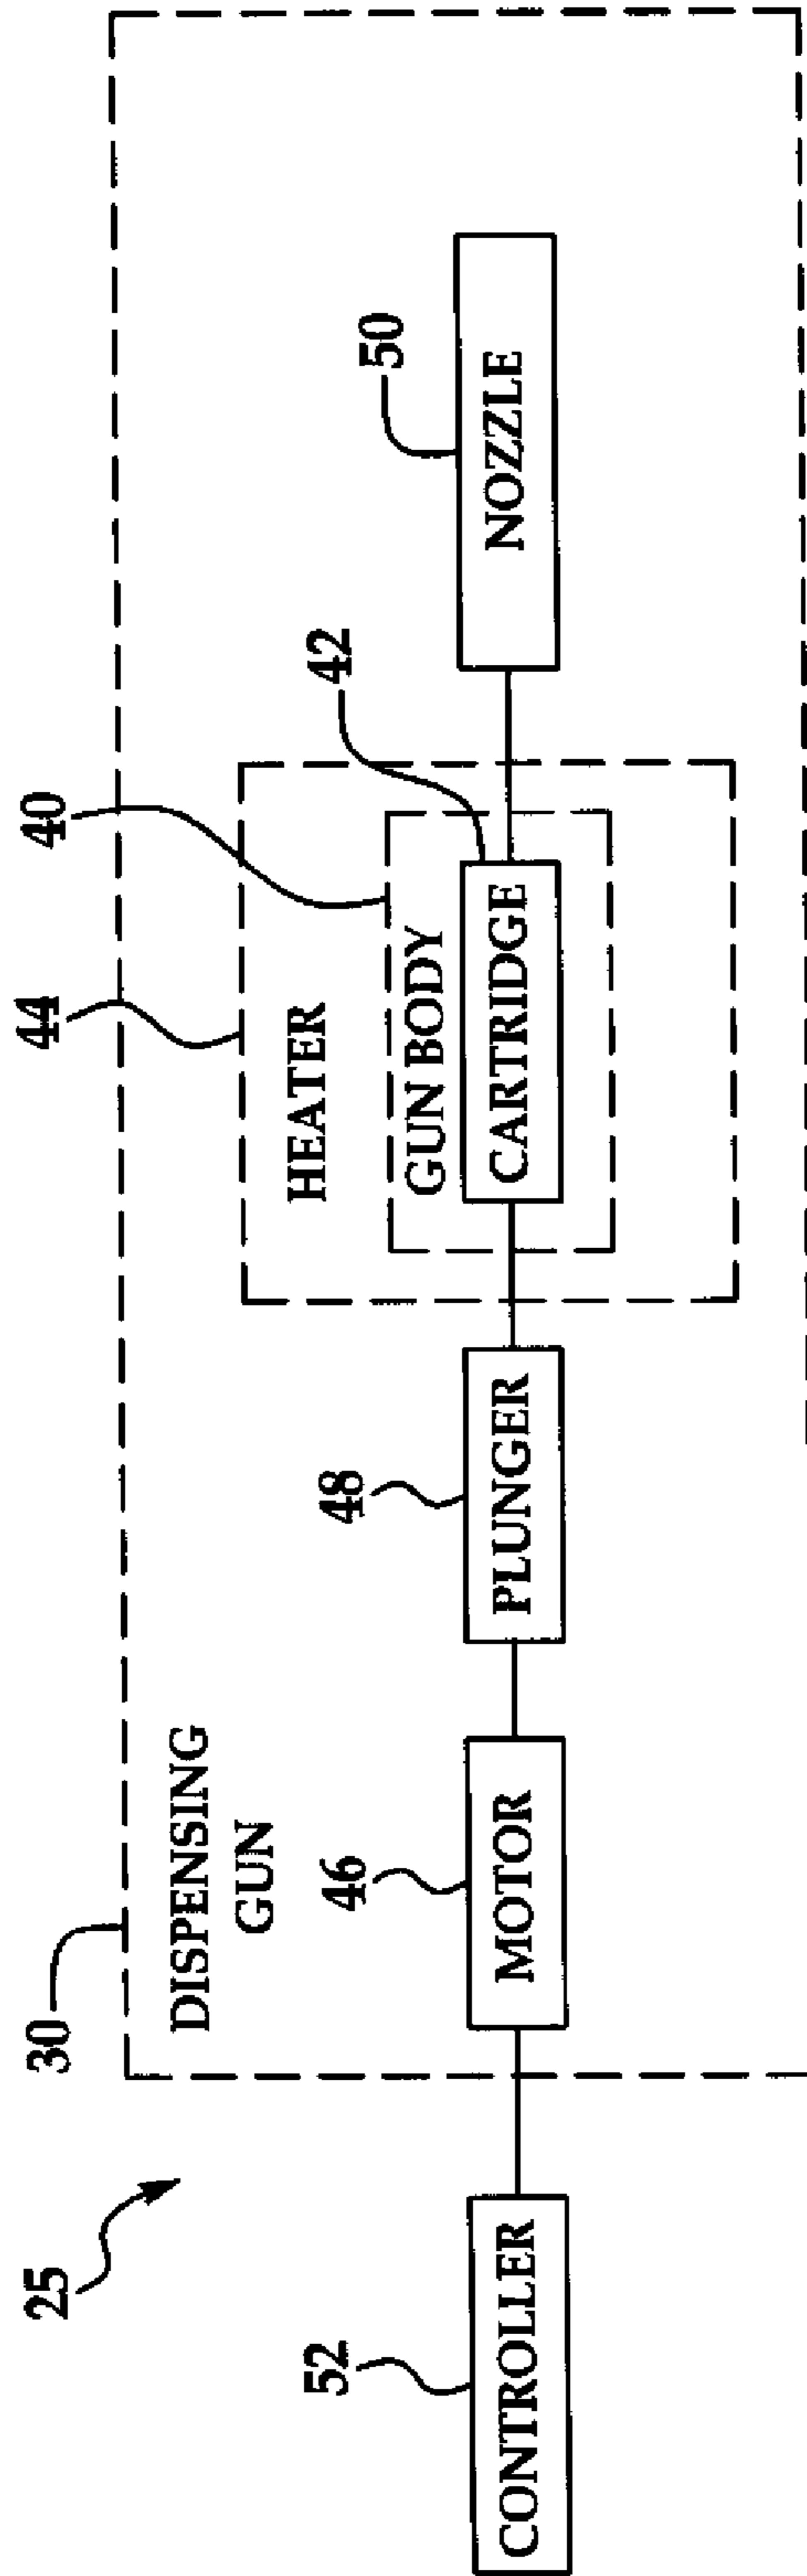 25
30
DISPENSING
GUN
44
HEATER
40
GUN BODY
42
CARTRIDGE
52
CONTROLLER
46
MOTOR
48
PLUNGER
50
NOZZLE